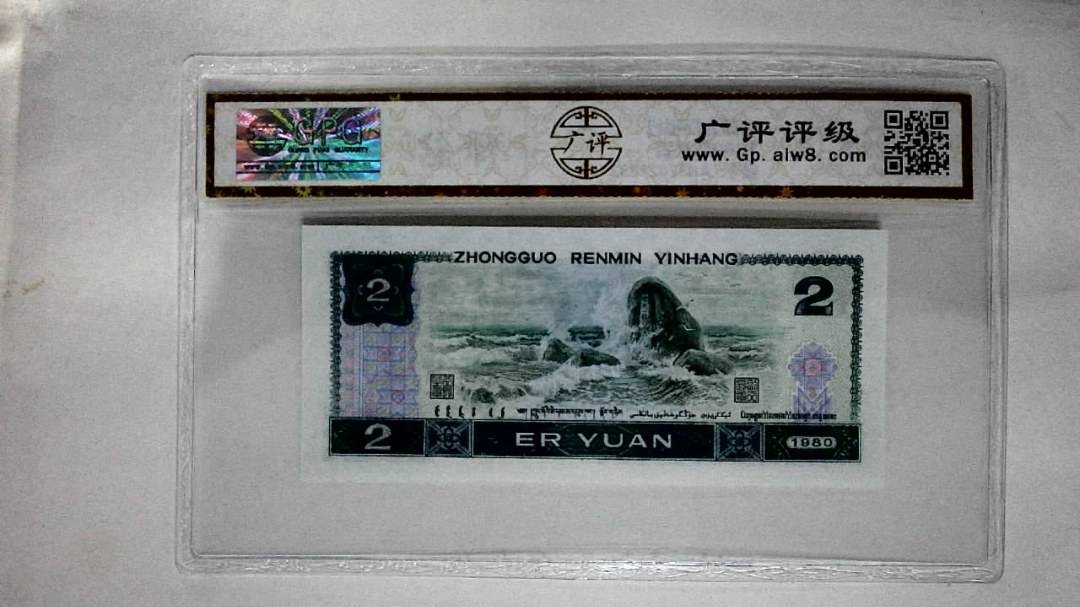 GPG
广评
广评评级
www. Gp. alw8. com
ZHONGGUO RENMIN YINHANG
2
2
2
ER YUAN
1980